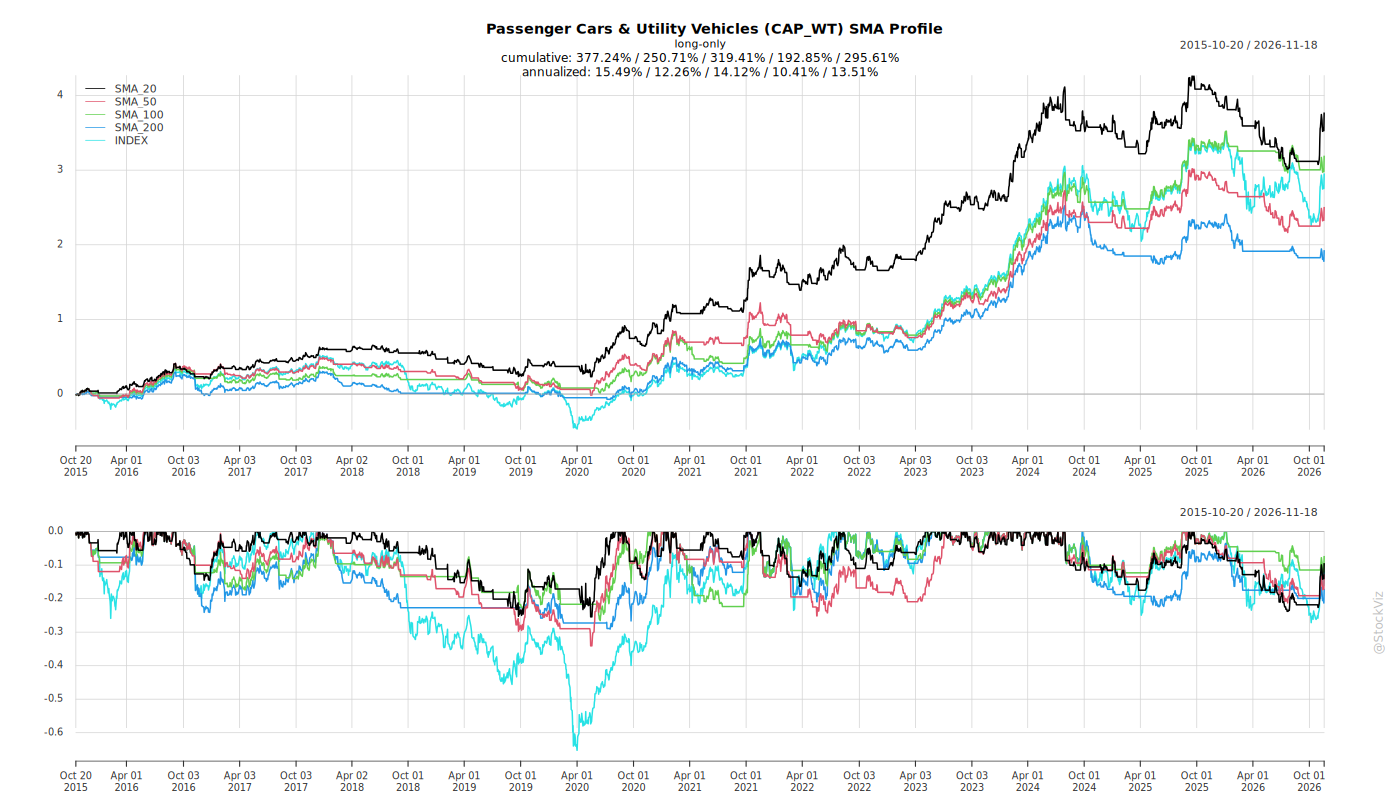 Passenger Cars & Utility Vehicles (CAP_WT) SMA Profile
long-only
cumulative: 377.24% / 250.71% / 319.41% / 192.85% / 295.61%
annualized: 15.49% / 12.26% / 14.12% / 10.41% / 13.51%
2015-10-20 / 2026-11-18
SMA_20
SMA_50
SMA_100
SMA_200
INDEX
4
3
2
1
0
Oct 20 Apr 01 Oct 03 Apr 03 Oct 03 Apr 02 Oct 01 Apr 01 Oct 01 Apr 01 Oct 01 Apr 01 Oct 01 Apr 01 Oct 03 Apr 03 Oct 03 Apr 01 Oct 01 Apr 01 Oct 01 Apr 01 Oct 01
2015 2016 2016 2017 2017 2018 2018 2019 2019 2020 2020 2021 2021 2022 2022 2023 2023 2024 2024 2025 2025 2026 2026
2015-10-20 / 2026-11-18
0.0
-0.1
-0.2
-0.3
-0.4
-0.5
-0.6
Oct 20 Apr 01 Oct 03 Apr 03 Oct 03 Apr 02 Oct 01 Apr 01 Oct 01 Apr 01 Oct 01 Apr 01 Oct 01 Apr 01 Oct 03 Apr 03 Oct 03 Apr 01 Oct 01 Apr 01 Oct 01 Apr 01 Oct 01
2015 2016 2016 2017 2017 2018 2018 2019 2019 2020 2020 2021 2021 2022 2022 2023 2023 2024 2024 2025 2025 2026 2026
@StockViz